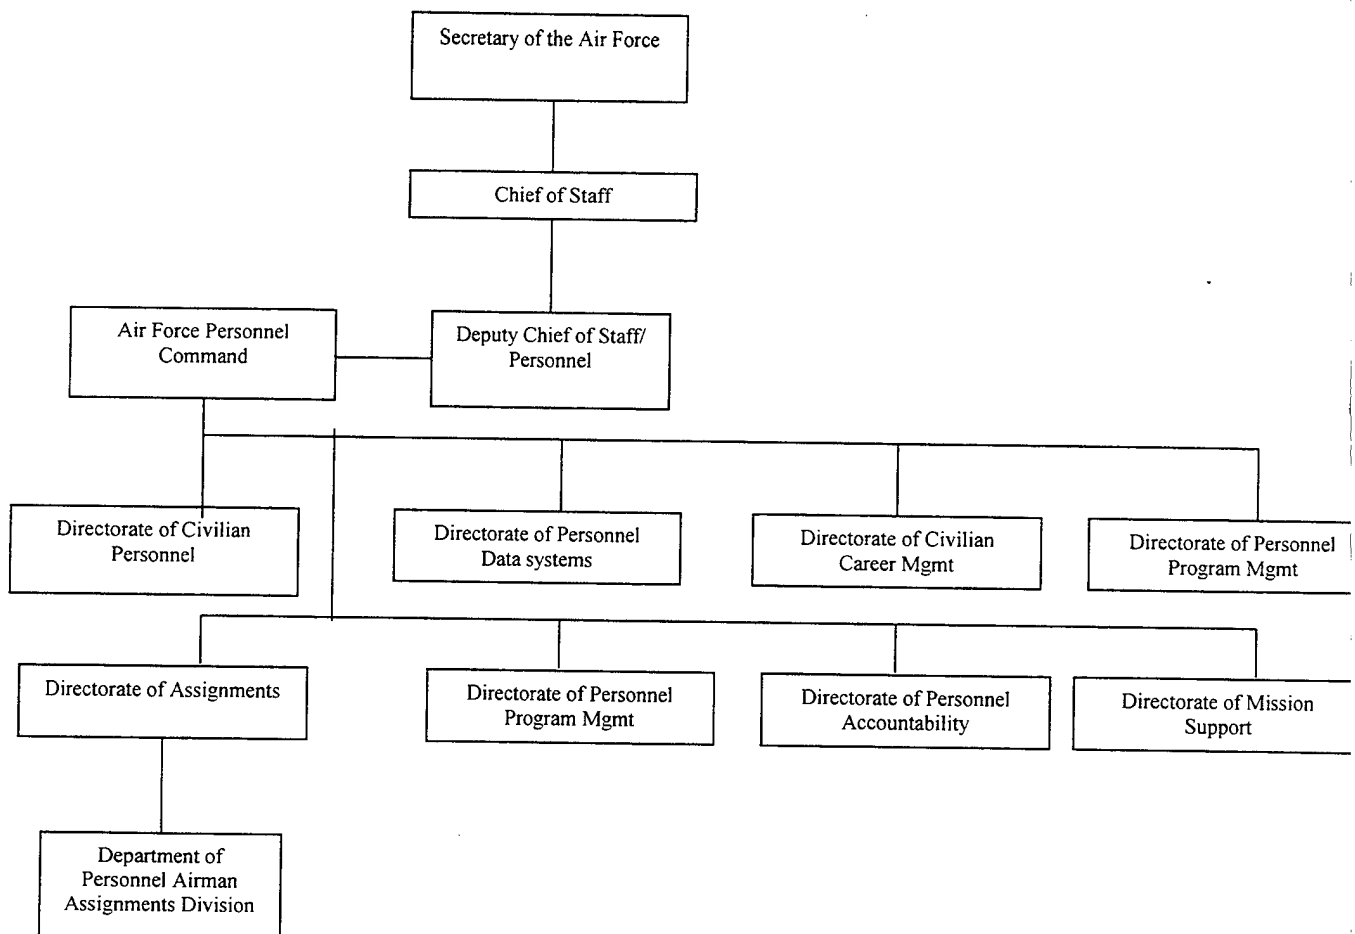 Secretary of the Air Force
Chief of Staff
Air Force Personnel
Command
Deputy Chief of Staff/
Personnel
Directorate of Civilian
Personnel
Directorate of Personnel
Data systems
Directorate of Civilian
Career Mgmt
Directorate of Personnel
Program Mgmt
Directorate of Assignments
Directorate of Personnel
Program Mgmt
Directorate of Personnel
Accountability
Directorate of Mission
Support
Department of
Personnel Airman
Assignments Division